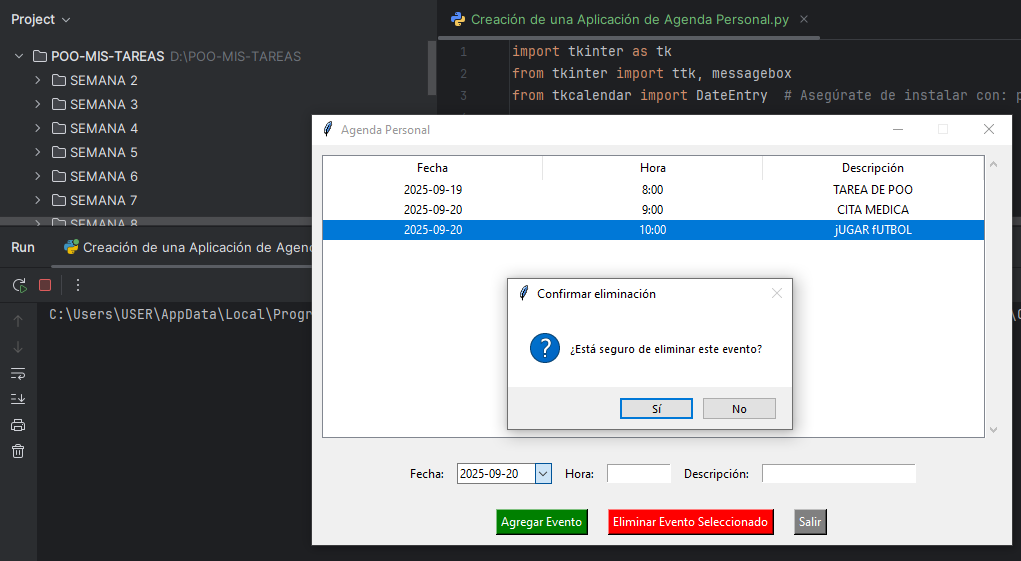 Project
Creación de una Aplicación de Agenda Personal.py
POO-MIS-TAREAS D:\POO-MIS-TAREAS
SEMANA 2
SEMANA 3
SEMANA 4
SEMANA 5
SEMANA 6
SEMANA 7
SEMANA 8
1 import tkinter as tk
2 from tkinter import ttk, messagebox
3 from tkcalendar import DateEntry # Asegúrate de instalar con:
Run
Creación de una Aplicación de
C:\Users\USER\AppData\Local\
Agenda Personal
Fecha Hora Descripción
2025-09-19 8:00 TAREA DE POO
2025-09-20 9:00 CITA MEDICA
2025-09-20 10:00 jUGAR fUTBOL
Confirmar eliminación
¿Está seguro de eliminar este evento?
Sí No
Fecha: 2025-09-20 Hora: Descripción:
Agregar Evento Eliminar Evento Seleccionado Salir